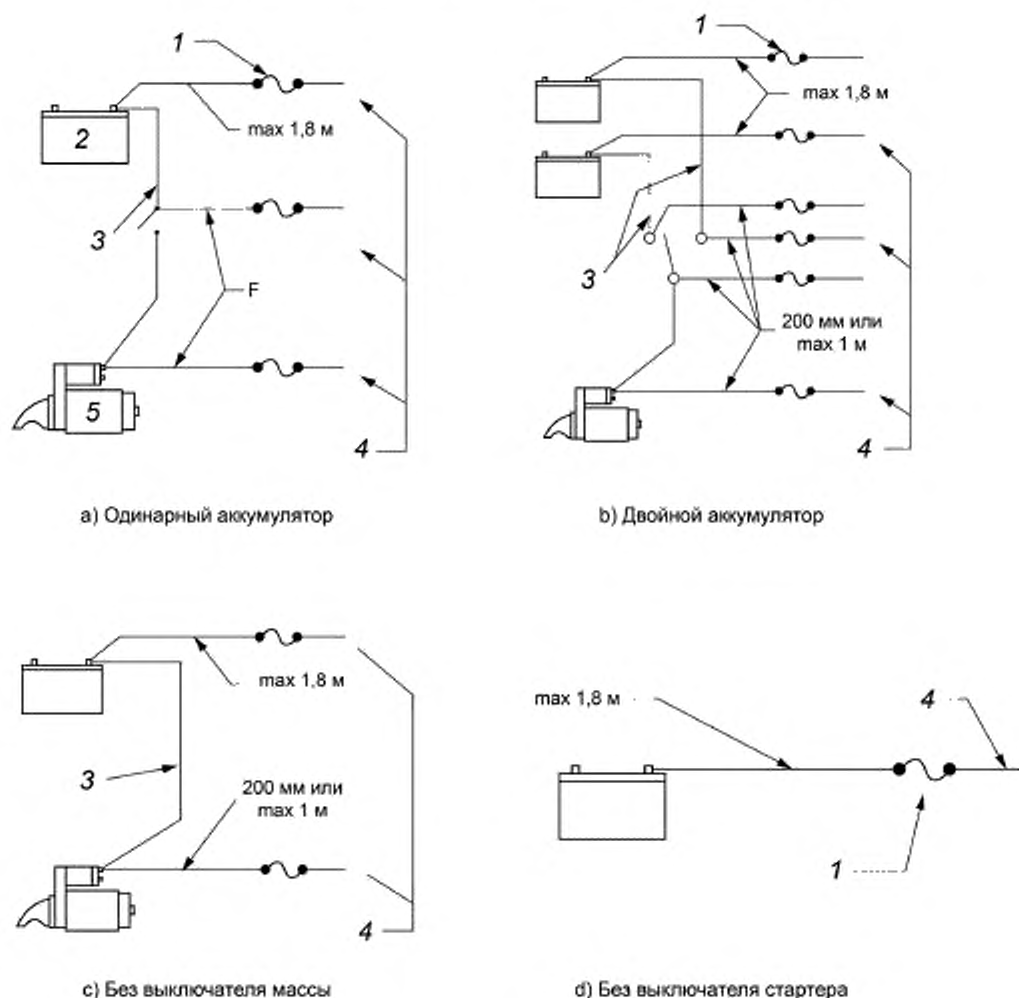 1
2
max 1,8 м
3
F
5
4
a) Одинарный аккумулятор
1
max 1,8 м
3
200 мм или
max 1 м
4
b) Двойной аккумулятор
max 1,8 м
3
200 мм или
max 1 м
4
c) Без выключателя массы
max 1,8 м
4
1
d) Без выключателя стартера